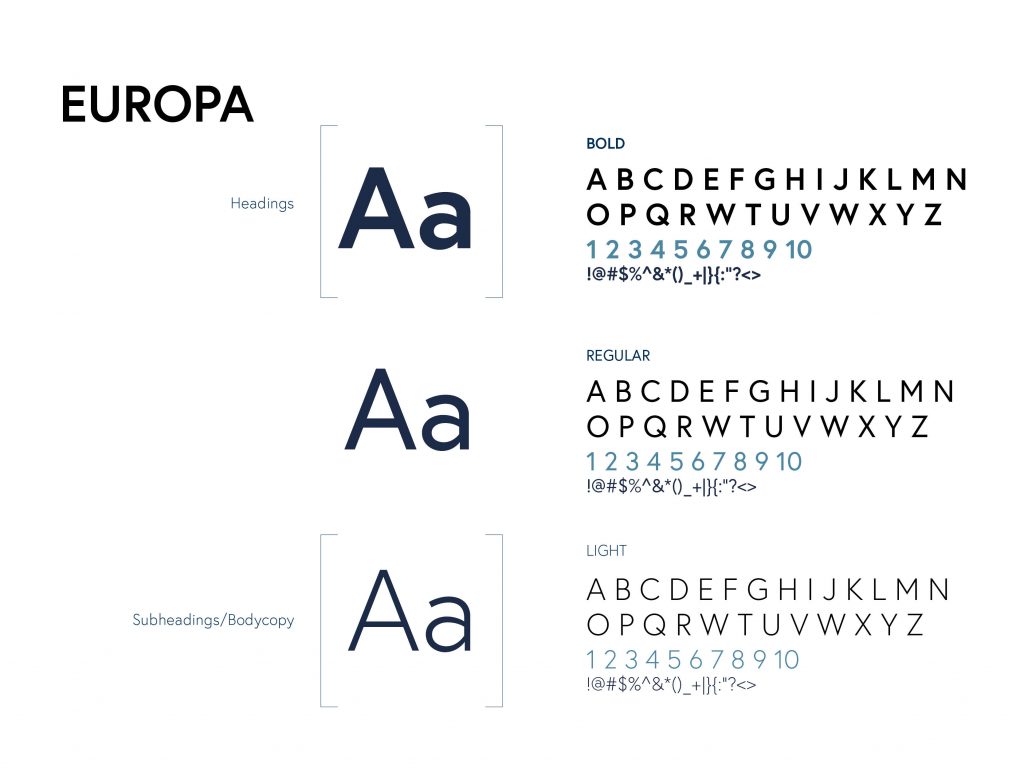 EUROPA
Headings
Aa
BOLD
A B C D E F G H I J K L M N
O P Q R W T U V W X Y Z
1 2 3 4 5 6 7 8 9 10
!@#$%^&*()_+|}{:"?<>
Aa
REGULAR
A B C D E F G H I J K L M N
O P Q R W T U V W X Y Z
1 2 3 4 5 6 7 8 9 10
!@#$%^&*()_+|}{:"?<>
Subheadings/Bodycopy
Aa
LIGHT
A B C D E F G H I J K L M N
O P Q R W T U V W X Y Z
1 2 3 4 5 6 7 8 9 10
!@#$%^&*()_+|}{:"?<>